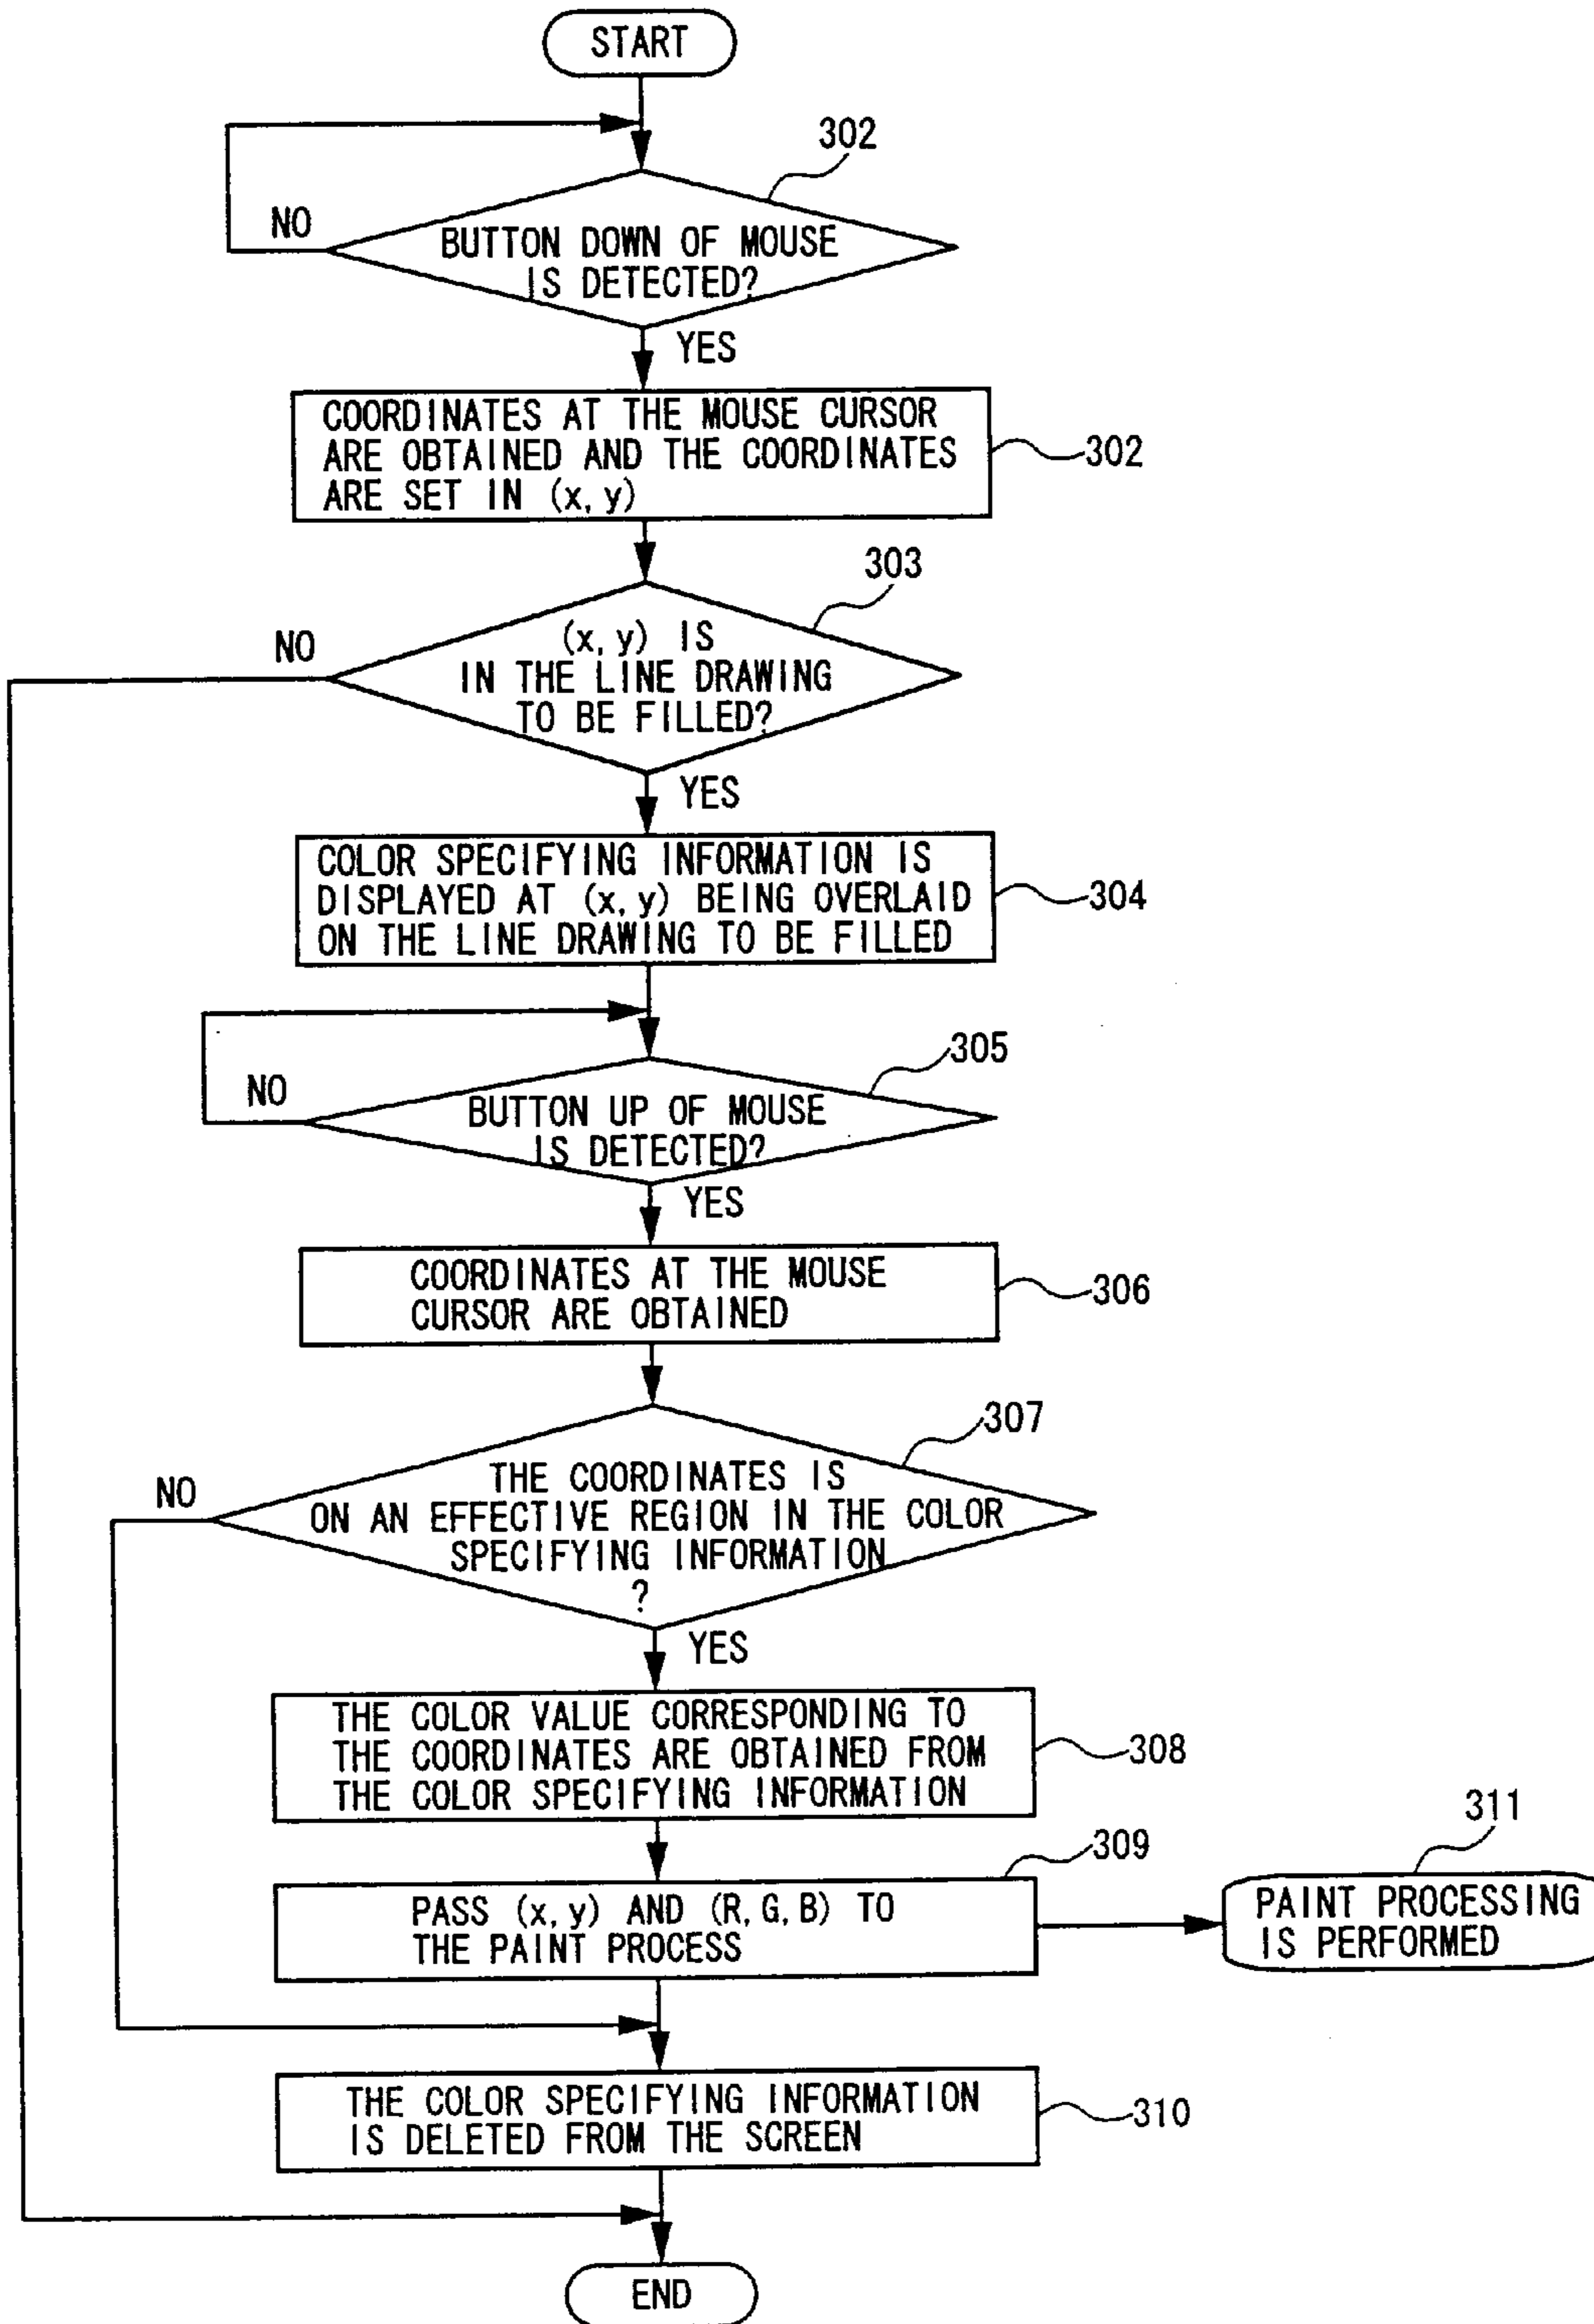 START
302
NO
BUTTON DOWN OF MOUSE
IS DETECTED?
YES
COORDINATES AT THE MOUSE CURSOR
ARE OBTAINED AND THE COORDINATES
ARE SET IN (x, y)
302
303
NO
(x, y) IS
IN THE LINE DRAWING
TO BE FILLED?
YES
COLOR SPECIFYING INFORMATION IS
DISPLAYED AT (x, y) BEING OVERLAID
ON THE LINE DRAWING TO BE FILLED
304
305
NO
BUTTON UP OF MOUSE
IS DETECTED?
YES
COORDINATES AT THE MOUSE
CURSOR ARE OBTAINED
306
307
NO
THE COORDINATES IS
ON AN EFFECTIVE REGION IN THE COLOR
SPECIFYING INFORMATION
?
YES
THE COLOR VALUE CORRESPONDING TO
THE COORDINATES ARE OBTAINED FROM
THE COLOR SPECIFYING INFORMATION
308
309
PASS (x, y) AND (R, G, B) TO
THE PAINT PROCESS
311
PAINT PROCESSING
IS PERFORMED
THE COLOR SPECIFYING INFORMATION
IS DELETED FROM THE SCREEN
310
END